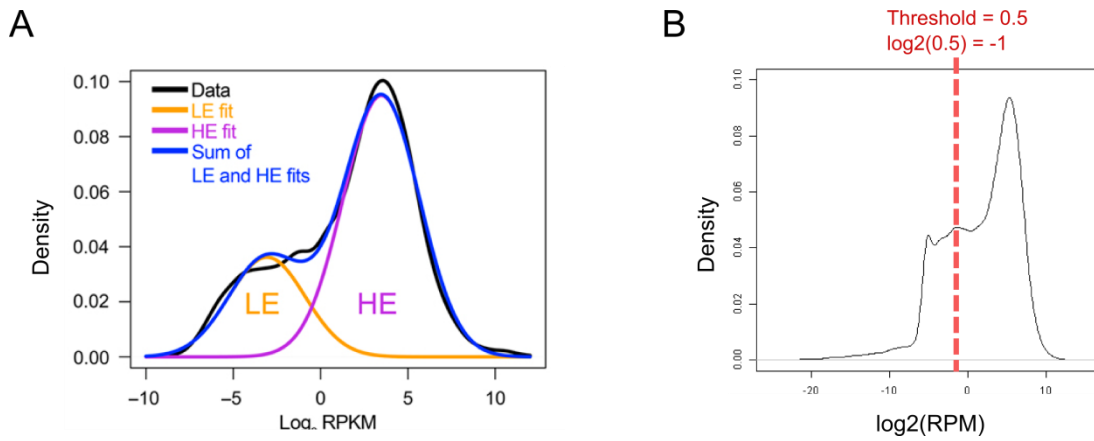 A
Density
0.10
0.08
0.06
0.04
0.02
0.00
Data
LE fit
HE fit
Sum of
LE and HE fits
LE
HE
−10
−5
0
5
10
RPKM
B
Threshold = 0.5
log2(0.5) = -1
Density
0.10
0.08
0.06
0.04
0.02
0.00
-20
-10
0
10
log2(RPM)